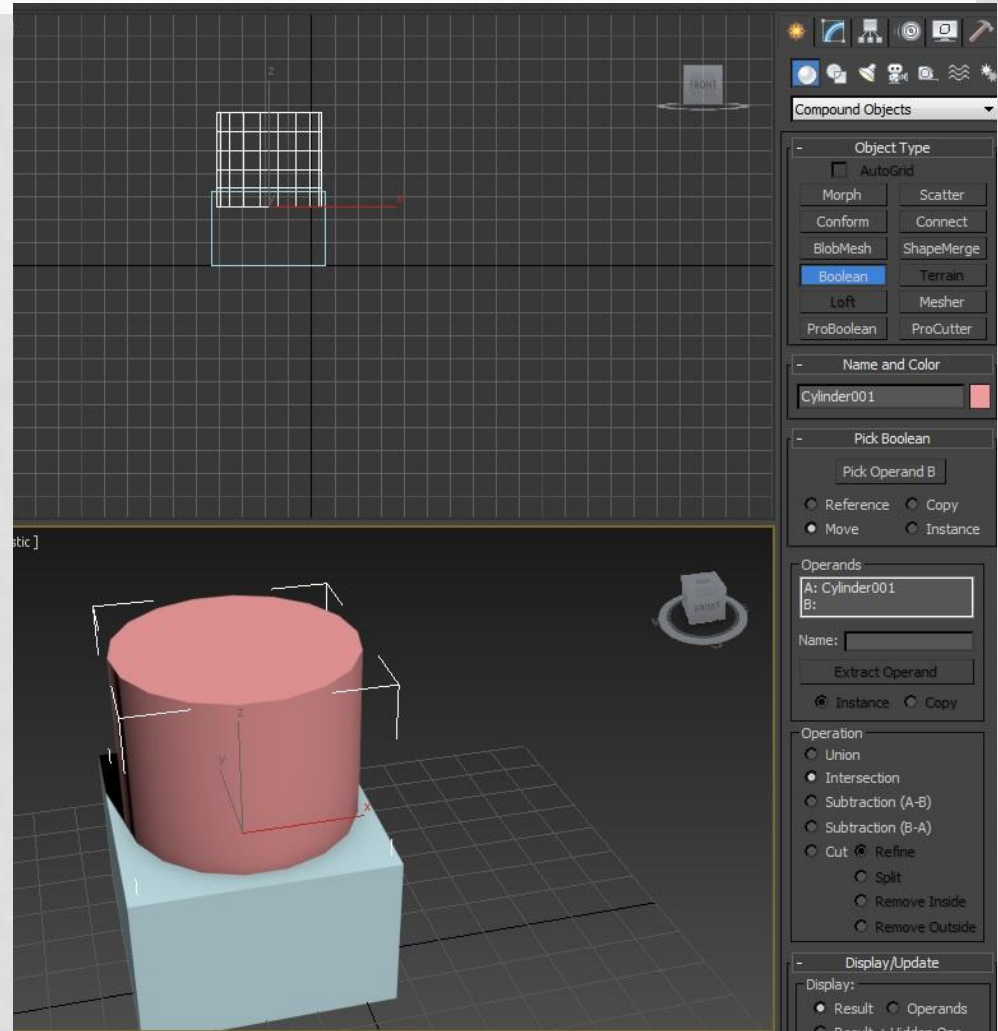 z
FRONT
y
x
Compound Objects
- Object Type
AutoGrid
Morph Scatter
Conform Connect
BlobMesh ShapeMerge
Boolean Terrain
Loft Mesher
ProBoolean ProCutter
- Name and Color
Cylinder001
- Pick Boolean
Pick Operand B
Reference Copy
Move Instance
stic ]
FRONT
z
y
x
Operands
A: Cylinder001
B:
Name:
Extract Operand
Instance Copy
Operation
Union
Intersection
Subtraction (A-B)
Subtraction (B-A)
Cut Refine
Split
Remove Inside
Remove Outside
- Display/Update
Display:
Result Operands